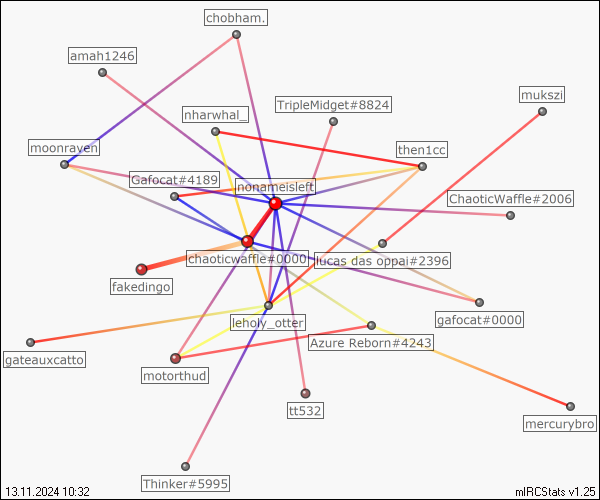 chobham.
amah1246
mukszi
TripleMidget#8824
nharwhal_
moonraven
then1cc
Gafocat#4189
nonameisleft
ChaoticWaffle#2006
chaoticwaffle#0000
lucas das oppai#2396
fakedingo
leholy_otter
gafocat#0000
Azure Reborn#4243
gateauxcatto
motorthud
tt532
mercurybro
Thinker#5995
13.11.2024 10:32
mIRCStats v1.25